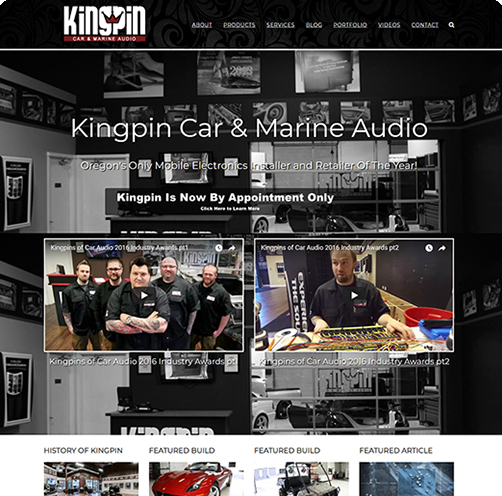 KINGPIN
CAR & MARINE AUDIO
ABOUT PRODUCTS SERVICES BLOG PORTFOLIO VIDEOS CONTACT
2009
Kingpin Car & Marine Audio
Oregon's Only Mobile Electronics Installer and Retailer Of The Year!
Kingpin Is Now By Appointment Only
Click Here to Learn More
Kingpins of Car Audio 2016 Industry Awards pt1
Kingpins of Car Audio 2016 Industry Awards pt2
Kingpins of Car Audio 2016 Industry Awards pt
Kingpins of Car Audio 2016 Industry Awards pt2
KINGPIN
HISTORY OF KINGPIN
FEATURED BUILD
FEATURED BUILD
FEATURED ARTICLE